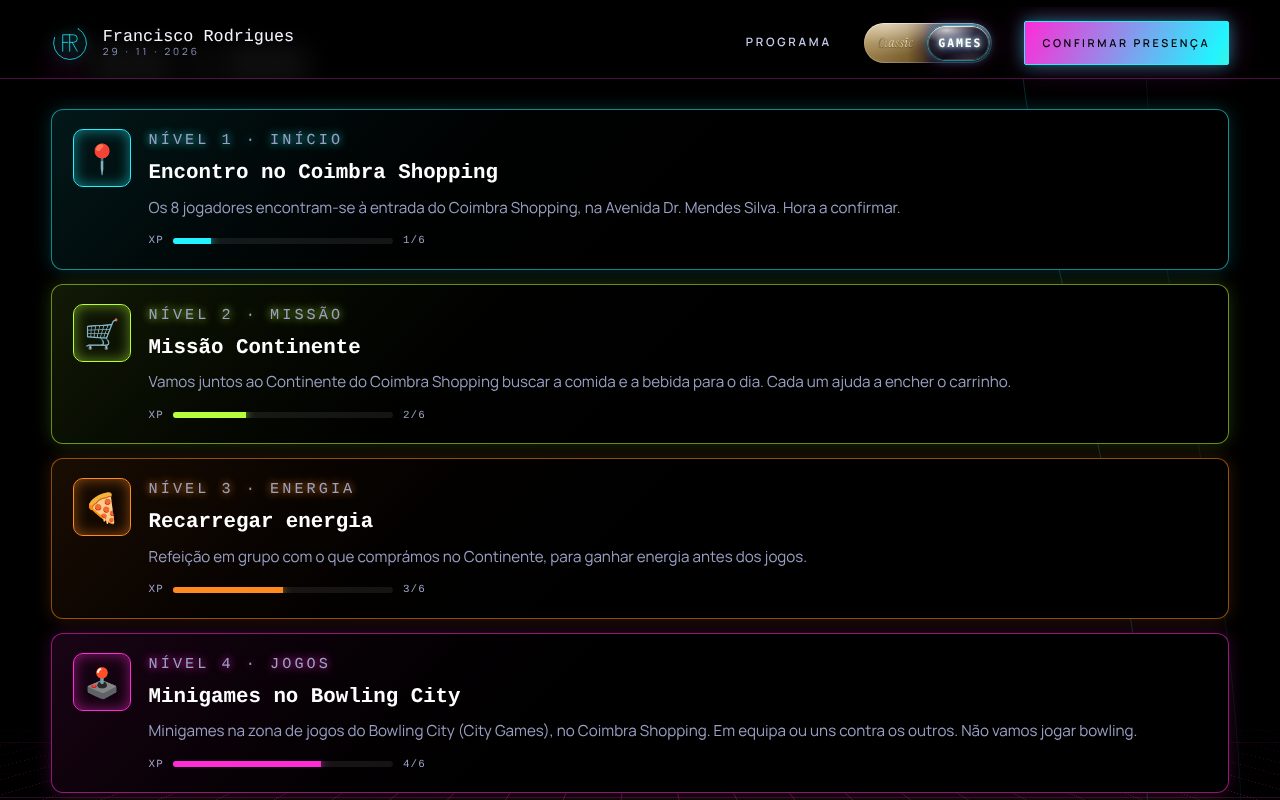 FR
Francisco Rodrigues
29 · 11 · 2026
PROGRAMA
Classic
GAMES
CONFIRMAR PRESENÇA
NÍVEL 1 · INÍCIO
Encontro no Coimbra Shopping
Os 8 jogadores encontram-se à entrada do Coimbra Shopping, na Avenida Dr. Mendes Silva. Hora a confirmar.
XP 1/6
NÍVEL 2 · MISSÃO
Missão Continente
Vamos juntos ao Continente do Coimbra Shopping buscar a comida e a bebida para o dia. Cada um ajuda a encher o carrinho.
XP 2/6
NÍVEL 3 · ENERGIA
Recarregar energia
Refeição em grupo com o que comprámos no Continente, para ganhar energia antes dos jogos.
XP 3/6
NÍVEL 4 · JOGOS
Minigames no Bowling City
Minigames na zona de jogos do Bowling City (City Games), no Coimbra Shopping. Em equipa ou uns contra os outros. Não vamos jogar bowling.
XP 4/6